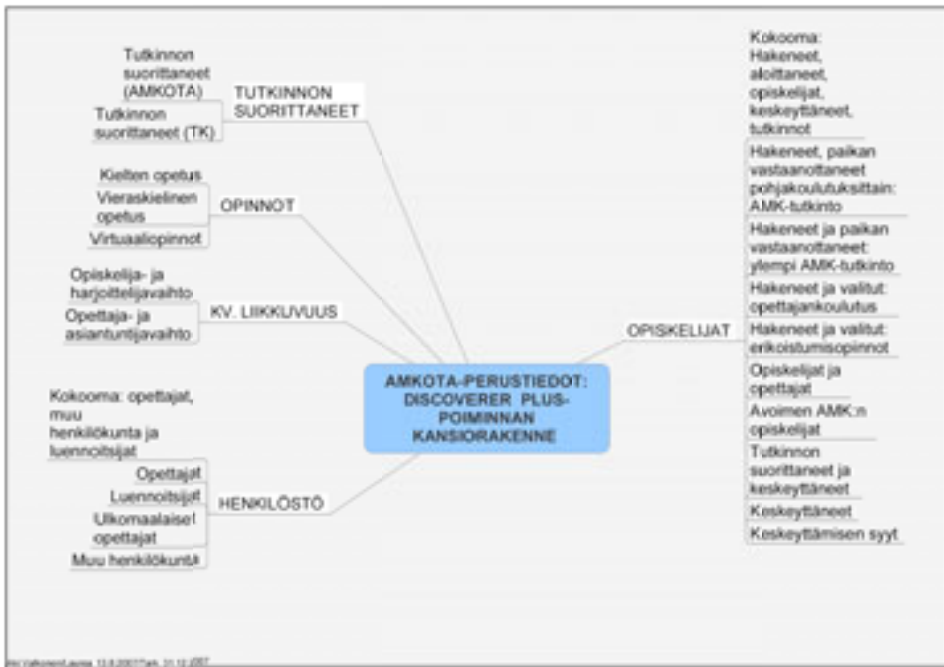 Tutkinnon
suorittaneet
(AMKOTA)
Tutkinnon
suorittaneet (TK)
TUTKINNON
SUORITTANEET
Kielten opetus
Vieraskielinen
opetus
Virtuaaliopinnot
OPINNOT
Opiskelija- ja
harjoittelijavaihto
Opettaja- ja
asiantuntijavaihto
KV. LIIKKUVUUS
Kokooma: opettajat,
muu
henkilökunta ja
luennoitsijat
Opettajat
Luennoitsijat
Ulkomaalaiset
opettajat
Muu henkilökunta
HENKILÖSTÖ
AMKOTA-PERUSTIEDOT:
DISCOVERER PLUS-
POIMINNAN
KANSIORAKENNE
OPISKELIJAT
Kokooma:
Hakeneet,
aloittaneet,
opiskelijat,
keskeyttäneet,
tutkinnot
Hakeneet, paikan
vastaanottaneet
pohjakoulutuksittain:
AMK-tutkinto
Hakeneet ja paikan
vastaanottaneet:
ylempi AMK-tutkinto
Hakeneet ja valitut:
opettajankoulutus
Hakeneet ja valitut:
erikoistumisopinnot
Opiskelijat ja
opettajat
Avoimen AMK:n
opiskelijat
Tutkinnon
suorittaneet ja
keskeyttäneet
Keskeyttäneet
Keskeyttämisen syyt